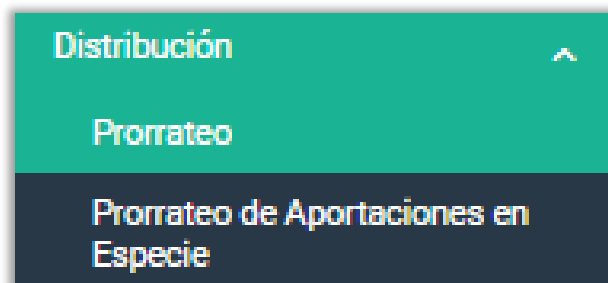 Distribución
Prorrateo
Prorrateo de Aportaciones en
Especie